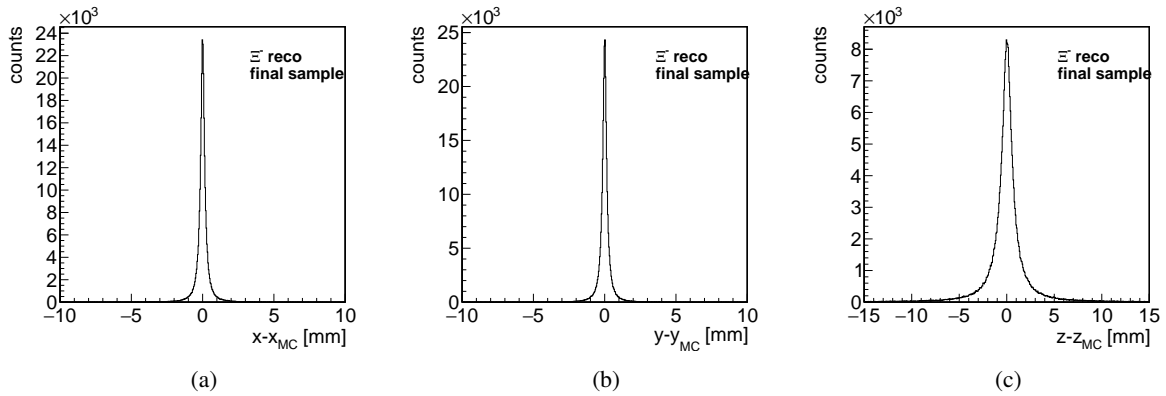 ×10³
counts
24
22
20
18
16
14
12
10
8
6
4
2
0
Ξ⁻ reco
final sample
−10 −5 0 5 10
x-x_MC [mm]
(a)
×10³
counts
25
20
15
10
5
0
Ξ⁻ reco
final sample
−10 −5 0 5 10
y-y_MC [mm]
(b)
×10³
counts
8
7
6
5
4
3
2
1
0
Ξ⁻ reco
final sample
−15 −10 −5 0 5 10 15
z-z_MC [mm]
(c)